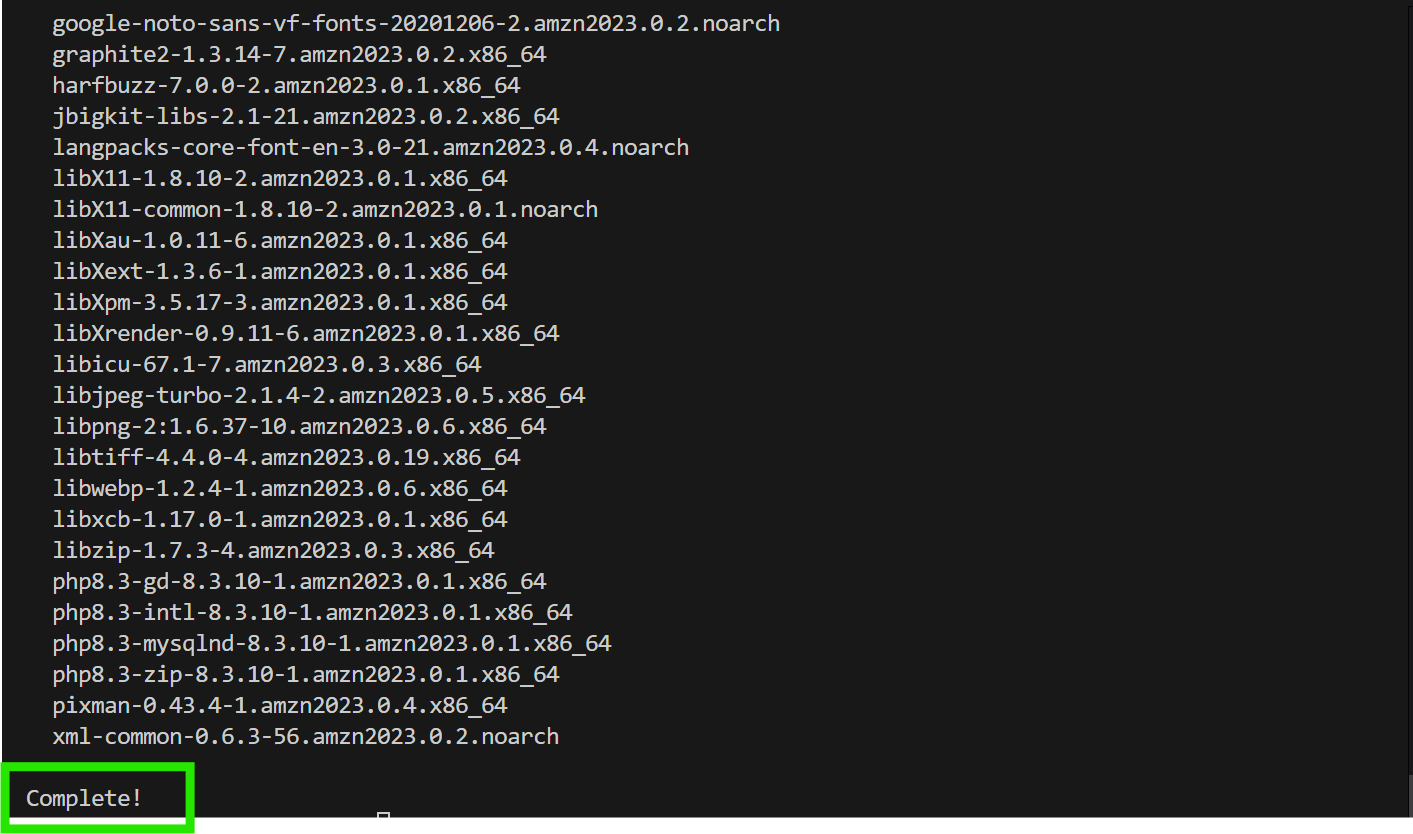 google-noto-sans-vf-fonts-20201206-2.amzn2023.0.2.noarch
graphite2-1.3.14-7.amzn2023.0.2.x86_64
harfbuzz-7.0.0-2.amzn2023.0.1.x86_64
jbigkit-libs-2.1-21.amzn2023.0.2.x86_64
langpacks-core-font-en-3.0-21.amzn2023.0.4.noarch
libX11-1.8.10-2.amzn2023.0.1.x86_64
libX11-common-1.8.10-2.amzn2023.0.1.noarch
libXau-1.0.11-6.amzn2023.0.1.x86_64
libXext-1.3.6-1.amzn2023.0.1.x86_64
libXpm-3.5.17-3.amzn2023.0.1.x86_64
libXrender-0.9.11-6.amzn2023.0.1.x86_64
libicu-67.1-7.amzn2023.0.3.x86_64
libjpeg-turbo-2.1.4-2.amzn2023.0.5.x86_64
libpng-2:1.6.37-10.amzn2023.0.6.x86_64
libtiff-4.4.0-4.amzn2023.0.19.x86_64
libwebp-1.2.4-1.amzn2023.0.6.x86_64
libxcb-1.17.0-1.amzn2023.0.1.x86_64
libzip-1.7.3-4.amzn2023.0.3.x86_64
php8.3-gd-8.3.10-1.amzn2023.0.1.x86_64
php8.3-intl-8.3.10-1.amzn2023.0.1.x86_64
php8.3-mysqlnd-8.3.10-1.amzn2023.0.1.x86_64
php8.3-zip-8.3.10-1.amzn2023.0.1.x86_64
pixman-0.43.4-1.amzn2023.0.4.x86_64
xml-common-0.6.3-56.amzn2023.0.2.noarch
Complete!